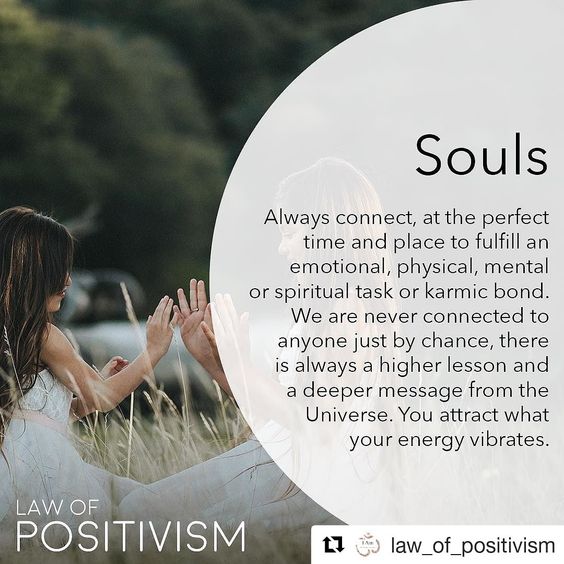 Souls
Always connect, at the perfect
time and place to fulfill an
emotional, physical, mental
or spiritual task or karmic bond.
We are never connected to
anyone just by chance, there
is always a higher lesson and
a deeper message from the
Universe. You attract what
your energy vibrates.
LAW OF
POSITIVISM
law_of_positivism